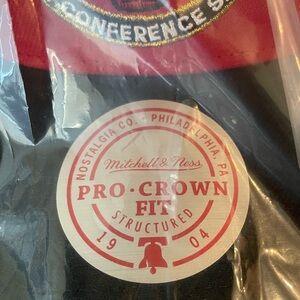 CONFERENCE S
NOSTALGIA CO. - PHILADELPHIA, PA
Mitchell & Ness
PRO·CROWN
FIT
STRUCTURED
19 04